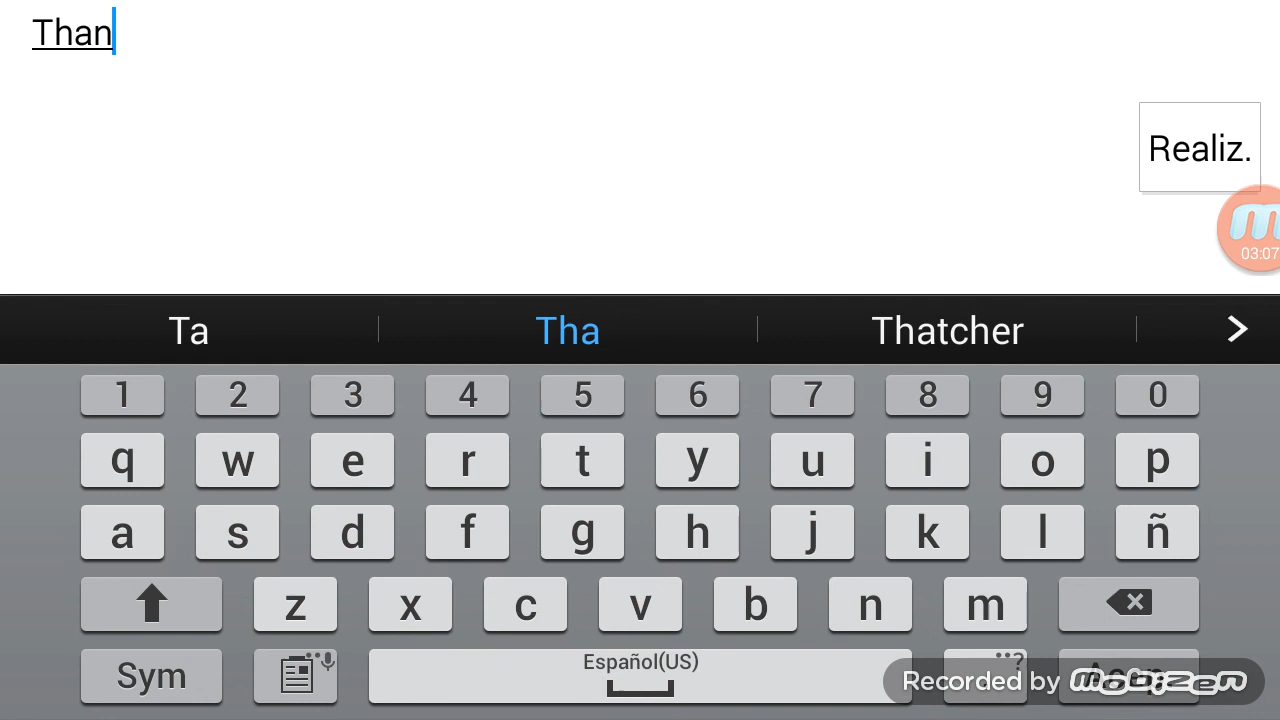 Than
Realiz.
03:07
Ta Tha Thatcher
1 2 3 4 5 6 7 8 9 0
q w e r t y u i o p
a s d f g h j k l ñ
z x c v b n m
Sym Español(US) ?
Recorded by mobizen